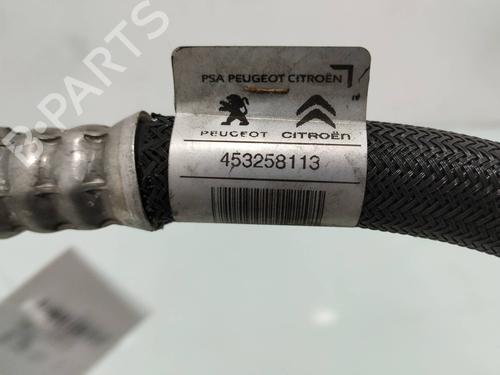 B-PARTS
PSA PEUGEOT CITROËN
PEUGEOT CITROËN
453258113